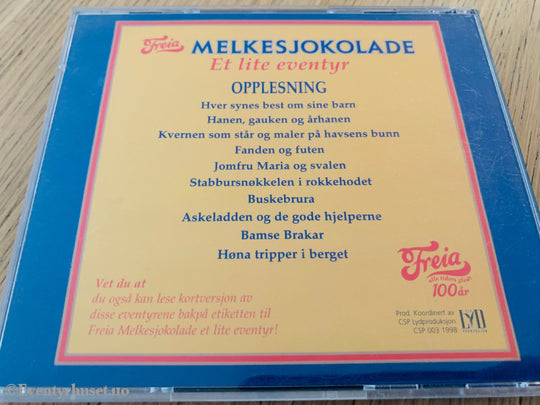 Freia MELKESJOKOLADE
Et lite eventyr
OPPLESNING
Hver synes best om sine barn
Hanen, gauken og århanen
Kvernen som står og maler på havsens bunn
Fanden og futen
Jomfru Maria og svalen
Stabbursnøkkelen i rokkehodet
Buskebrura
Askeladden og de gode hjelperne
Bamse Brakar
Høna tripper i berget
Vet du at
du også kan lese kortversjon av
disse eventyrene bakpå etiketten til
Freia Melkesjokolade et lite eventyr!
Freia
alle tiders glede
100 år
Prod. Koordinert av
CSP Lydproduksjon
CSP 003 1998
LYD
© Eventyrhuset.no